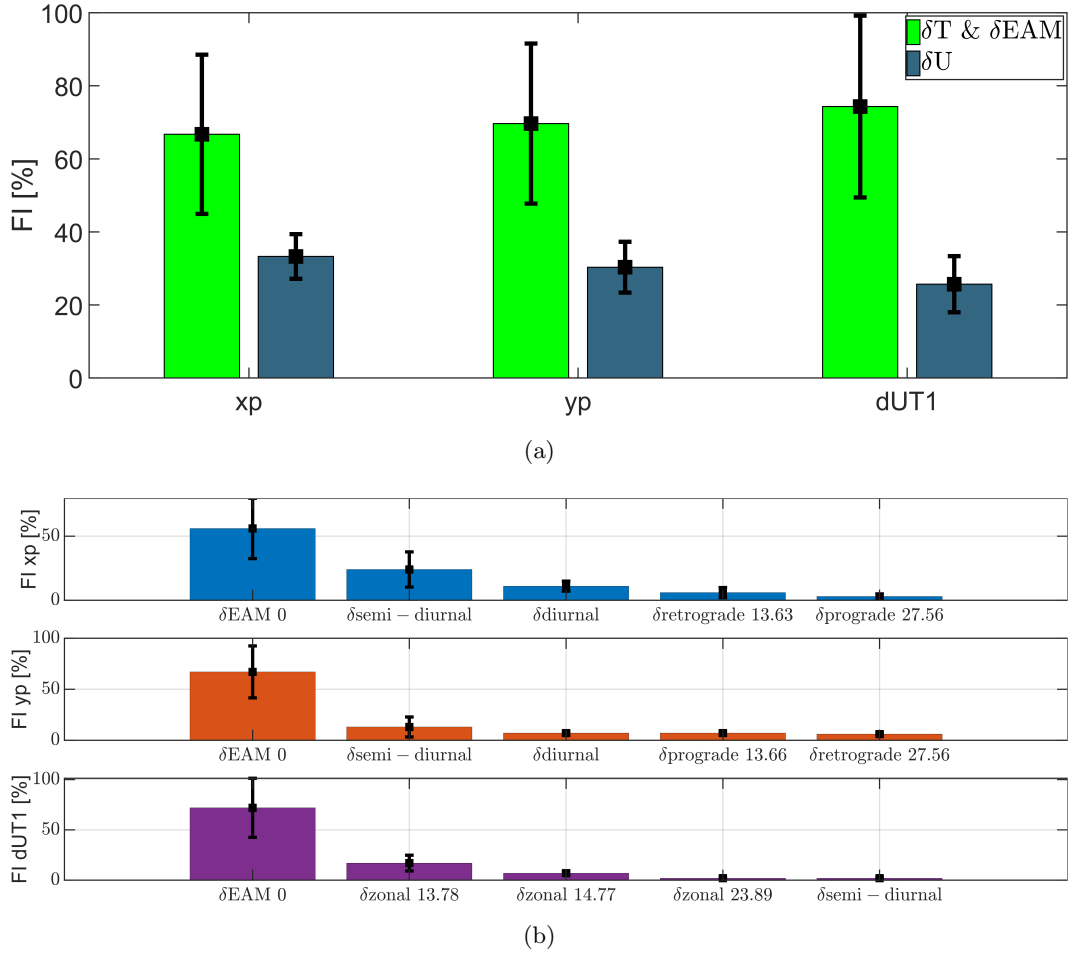 100
80
60
40
20
0
FI [%]
δT & δEAM
δU
xp yp dUT1
(a)
FI xp [%]
50
0
δEAM 0 δsemi − diurnal δdiurnal δretrograde 13.63 δprograde 27.56
FI yp [%]
100
50
0
δEAM 0 δsemi − diurnal δdiurnal δprograde 13.66 δretrograde 27.56
FI dUT1 [%]
100
50
0
δEAM 0 δzonal 13.78 δzonal 14.77 δzonal 23.89 δsemi − diurnal
(b)